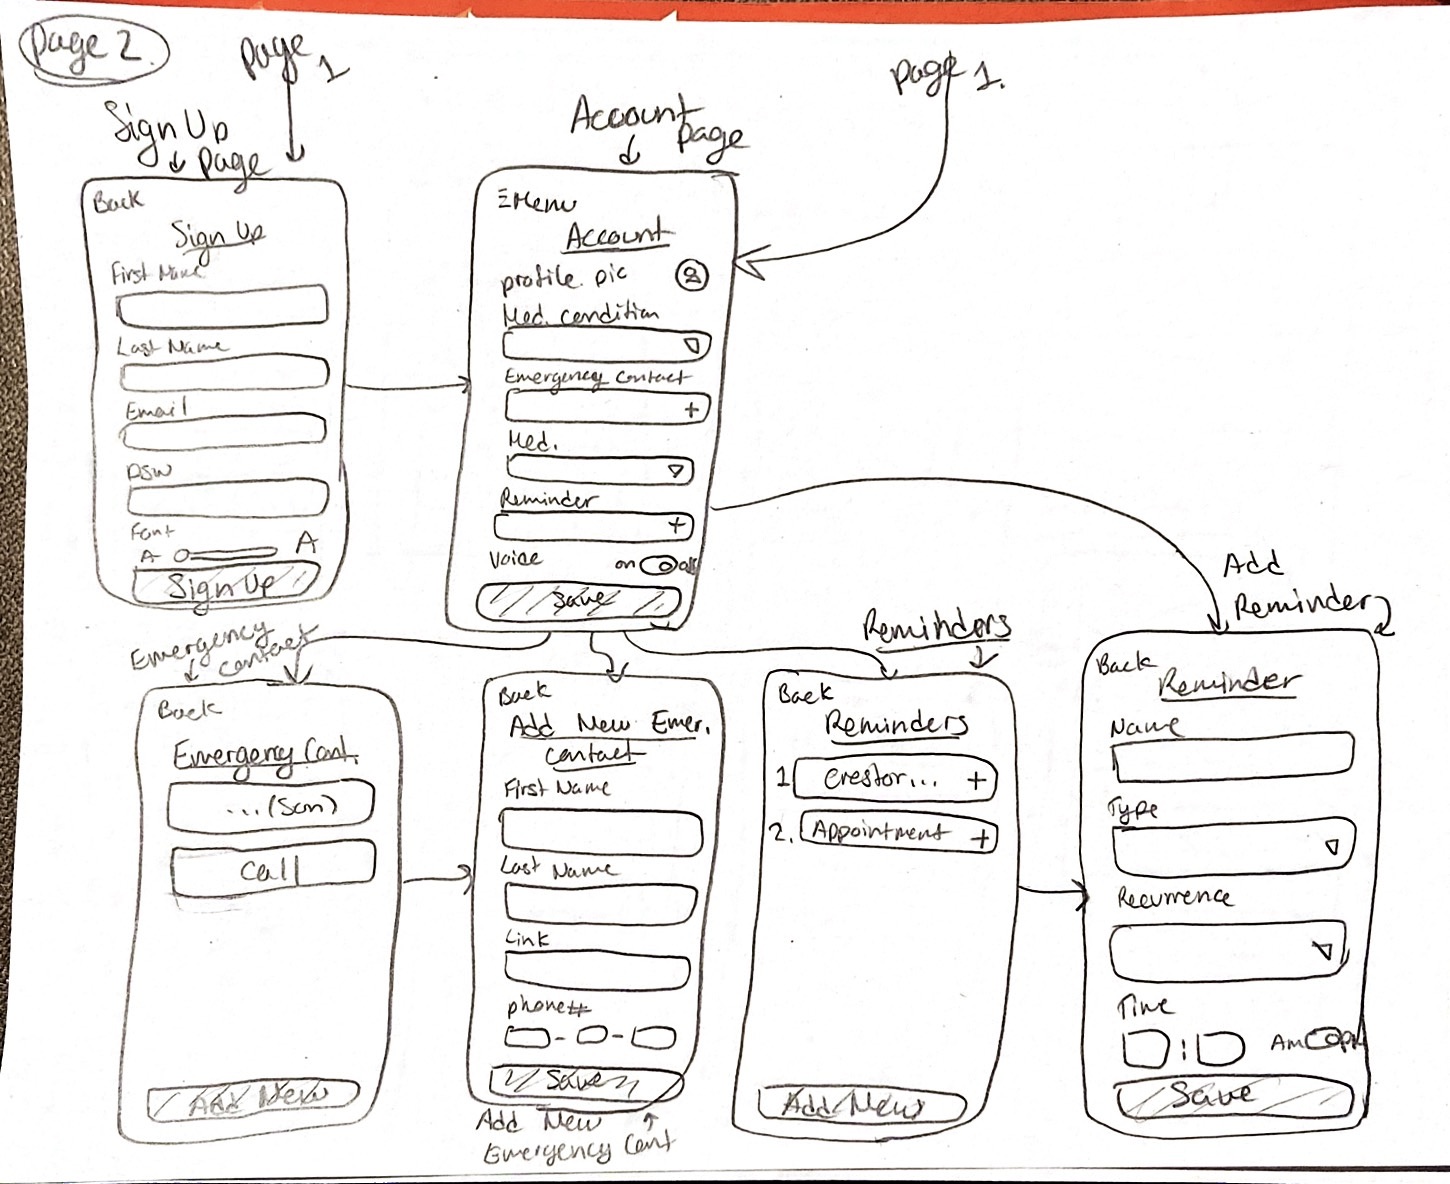 Page 2.
page 1
page 1.
Sign Up
page
Back
Sign Up
First Name
Last Name
Email
psw
Font
A A
Sign Up
Account
page
Menu
Account
profile pic
Med. condition
Emergency Contact
+
Med.
Reminder
+
Voice on off
Save
Emergency
contact
Back
Emergency Cont.
...(Son)
Call
Add New
Back
Add New Emer.
contact
First Name
Last Name
Link
phone#
- -
Save
Add New
Emergency Cont
Reminders
Back
Reminders
1 Crestor... +
2. Appointment +
Add New
Add
Reminder
Back
Reminder
Name
Type
Recurrence
Time
: Am PM
Save